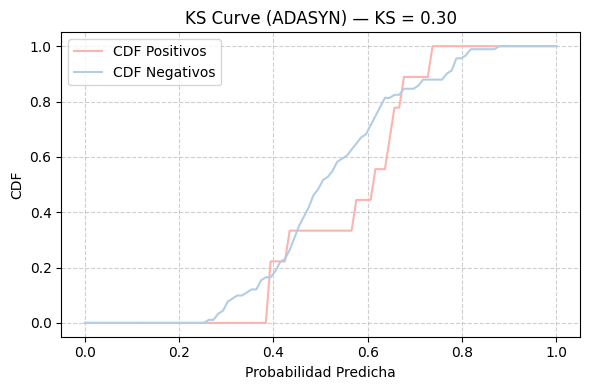 KS Curve (ADASYN) — KS = 0.30
CDF Positivos
CDF Negativos
CDF
1.0
0.8
0.6
0.4
0.2
0.0
0.0 0.2 0.4 0.6 0.8 1.0
Probabilidad Predicha